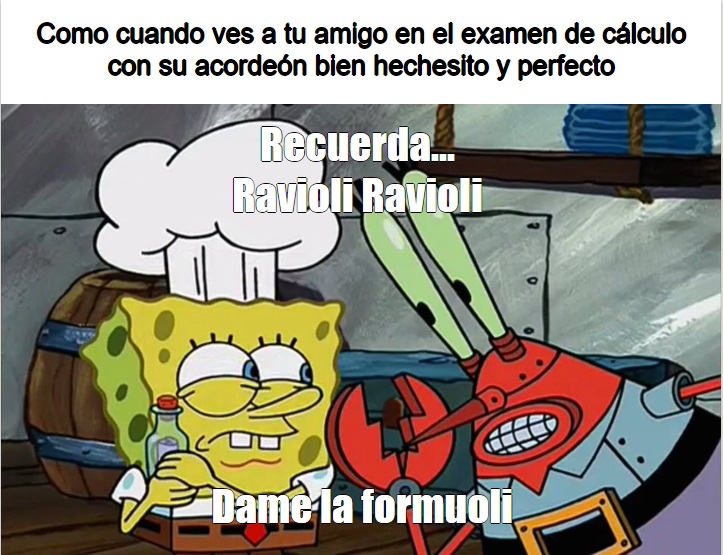 Como cuando ves a tu amigo en el examen de cálculo
con su acordeón bien hechesito y perfecto
Recuerda...
Ravioli Ravioli
Dame la formuoli